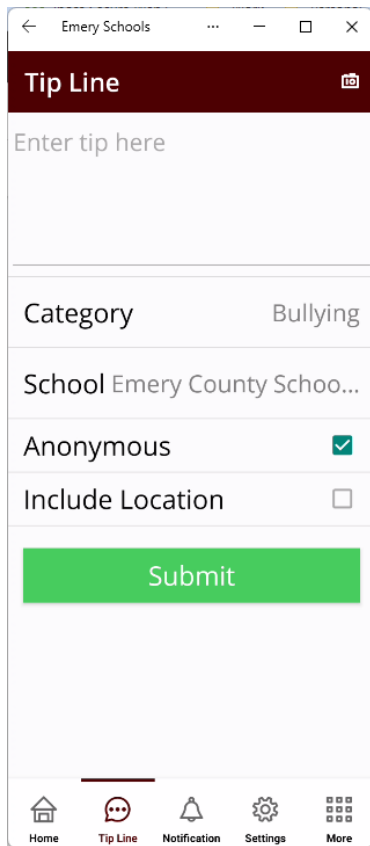 Emery Schools
Tip Line
Enter tip here
Category Bullying
School Emery County Schoo...
Anonymous
Include Location
Submit
Home Tip Line Notification Settings More